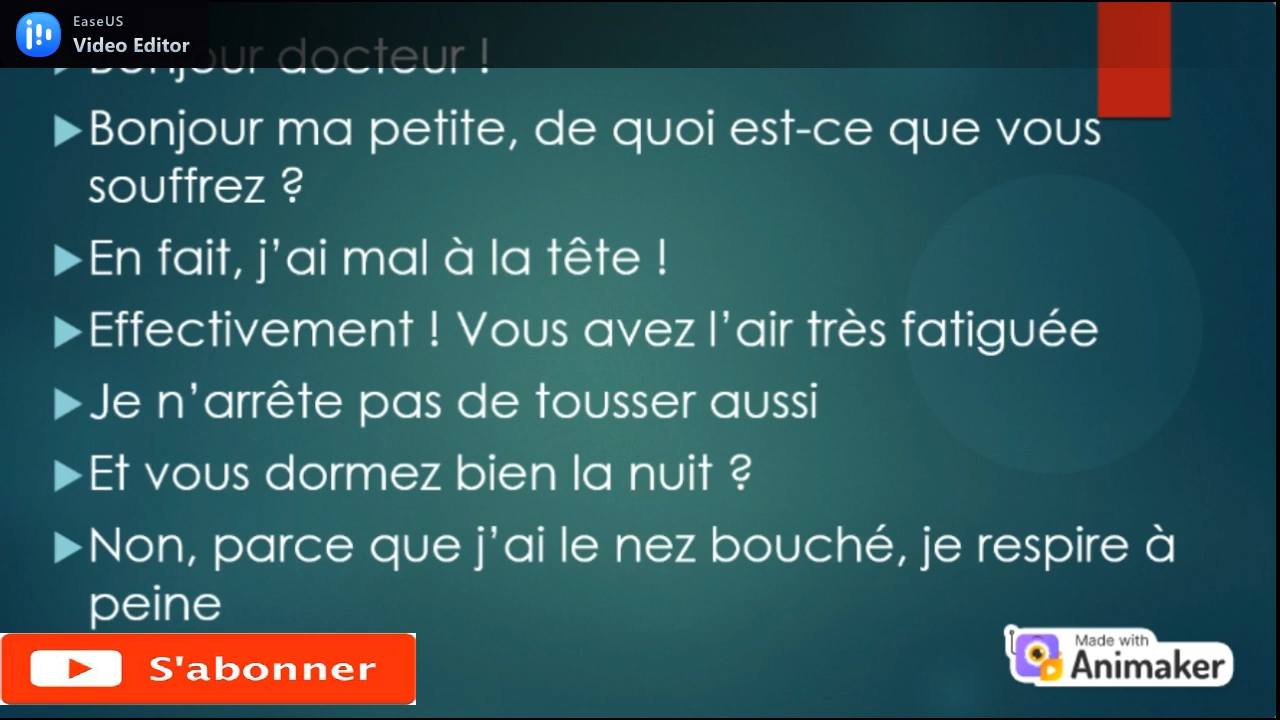 EaseUS
Video Editor
Bonjour docteur !
Bonjour ma petite, de quoi est-ce que vous
souffrez ?
En fait, j’ai mal à la tête !
Effectivement ! Vous avez l’air très fatiguée
Je n’arrête pas de tousser aussi
Et vous dormez bien la nuit ?
Non, parce que j’ai le nez bouché, je respire à
peine
S'abonner
Made with
Animaker